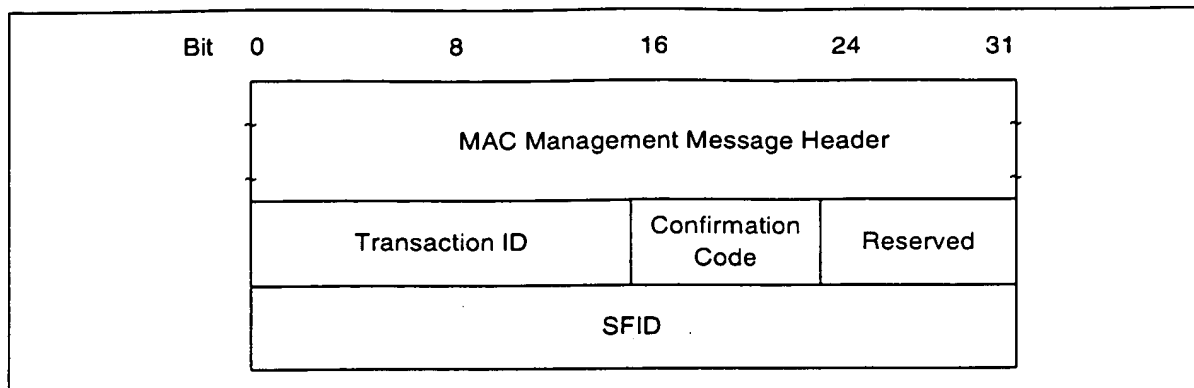 Bit 0 8 16 24 31
MAC Management Message Header
Transaction ID
Confirmation
Code
Reserved
SFID